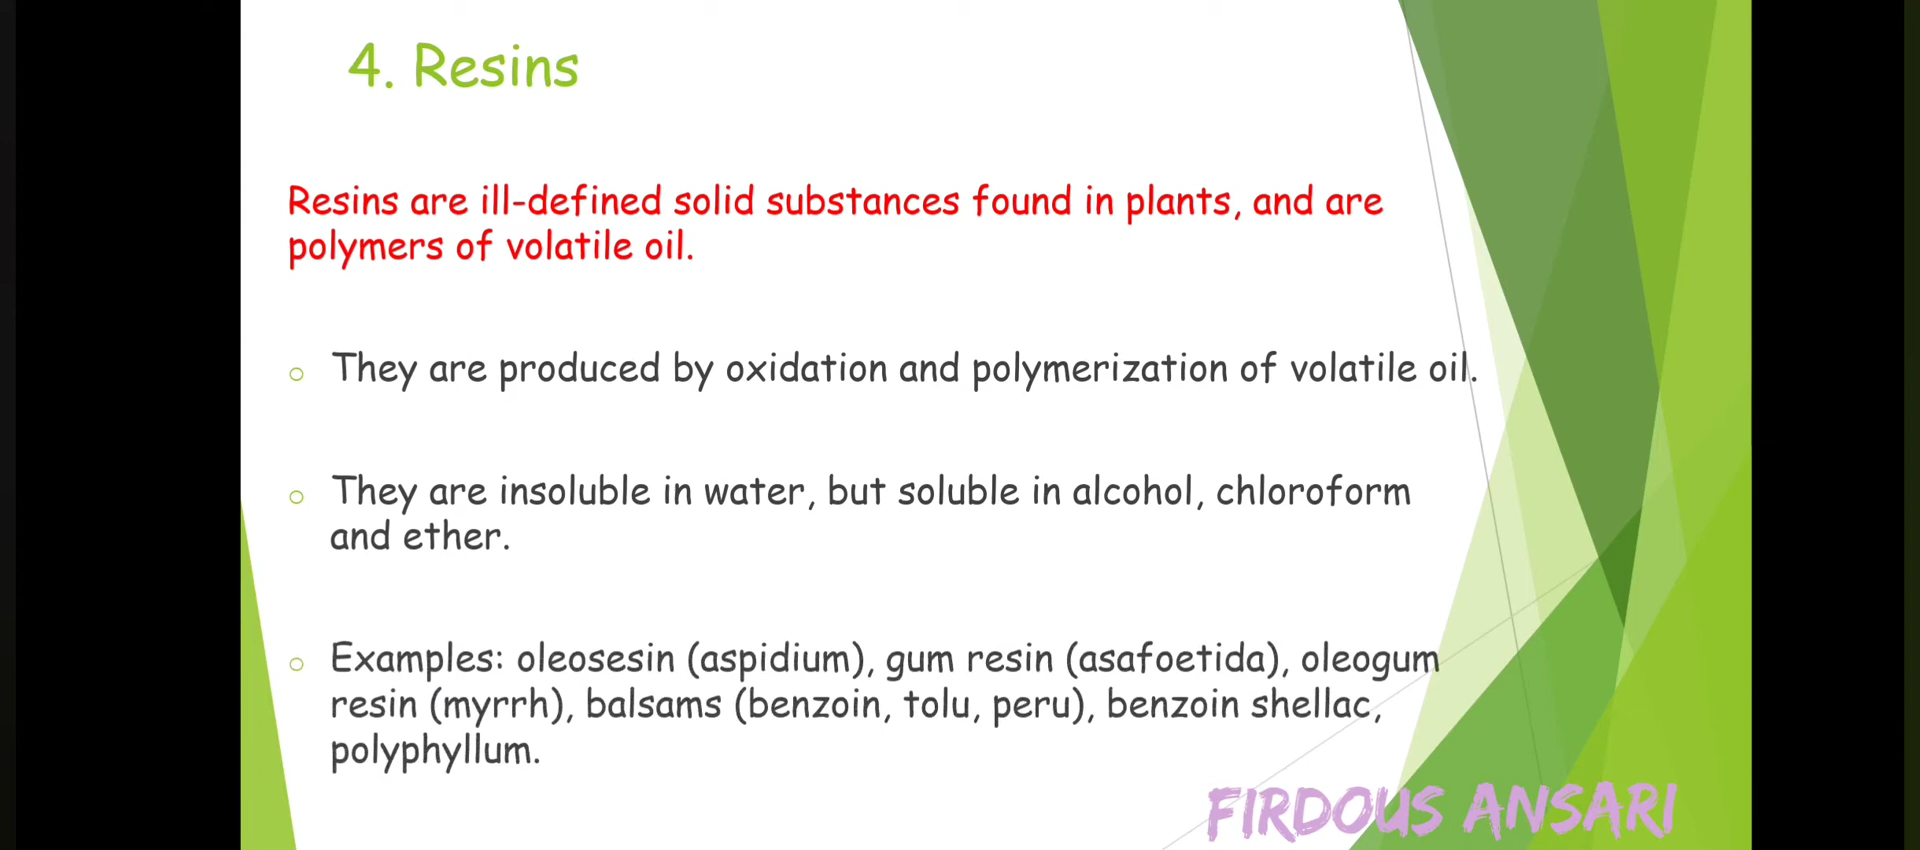 4. Resins
Resins are ill-defined solid substances found in plants, and are
polymers of volatile oil.
They are produced by oxidation and polymerization of volatile oil.
They are insoluble in water, but soluble in alcohol, chloroform
and ether.
Examples: oleosesin (aspidium), gum resin (asafoetida), oleogum
resin (myrrh), balsams (benzoin, tolu, peru), benzoin shellac,
polyphyllum.
FIRDOUS ANSARI